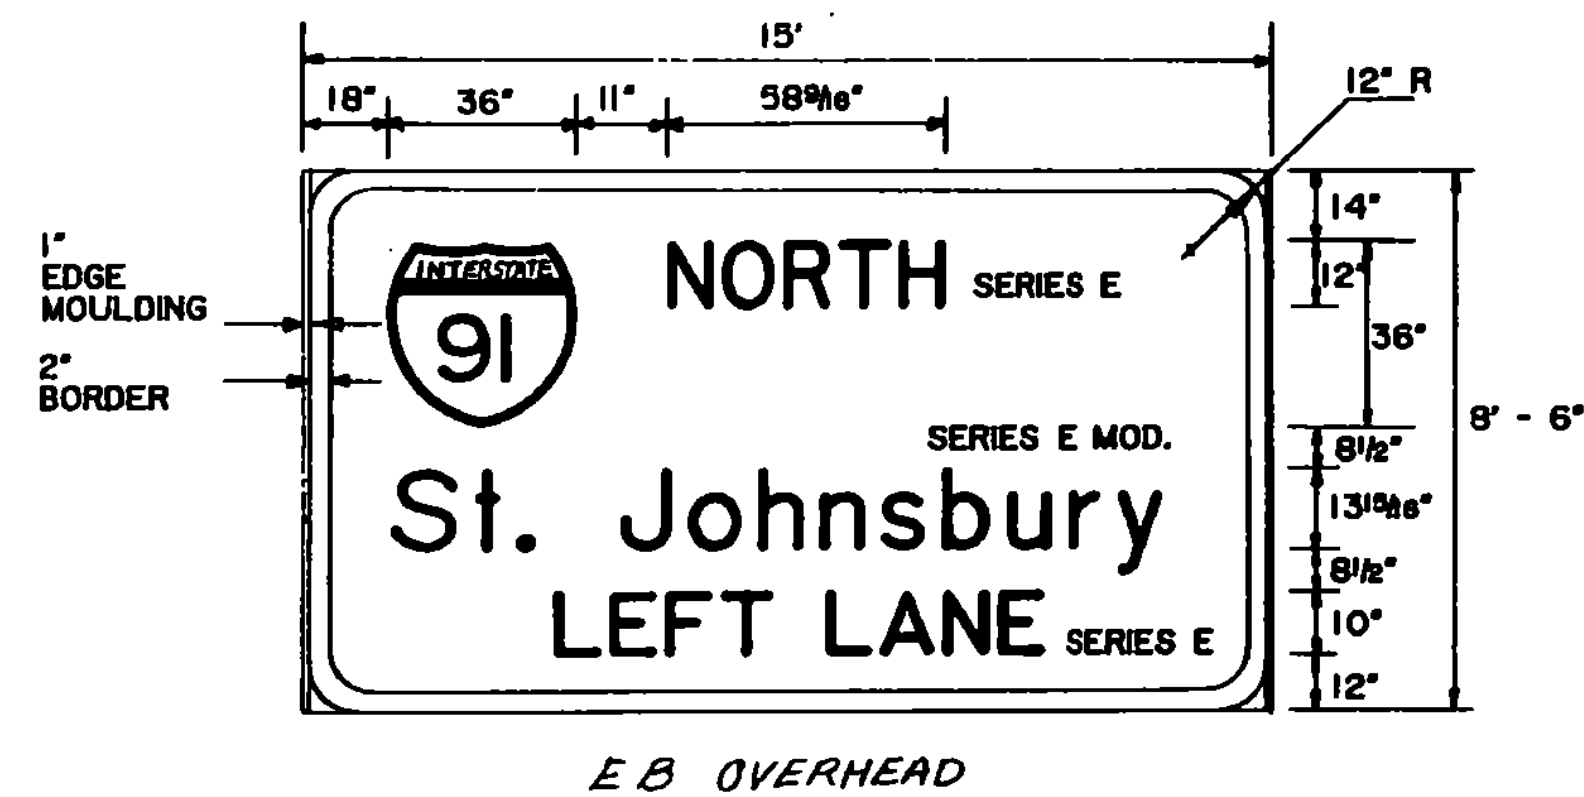 15'
18" 36" 11" 58 9/16"
12" R
14"
1"
EDGE
MOULDING
INTERSTATE
91
NORTH SERIES E
12"
36"
2"
BORDER
8' - 6"
SERIES E MOD.
8 1/2"
St. Johnsbury
13 15/16"
8 1/2"
LEFT LANE SERIES E
10"
12"
EB OVERHEAD